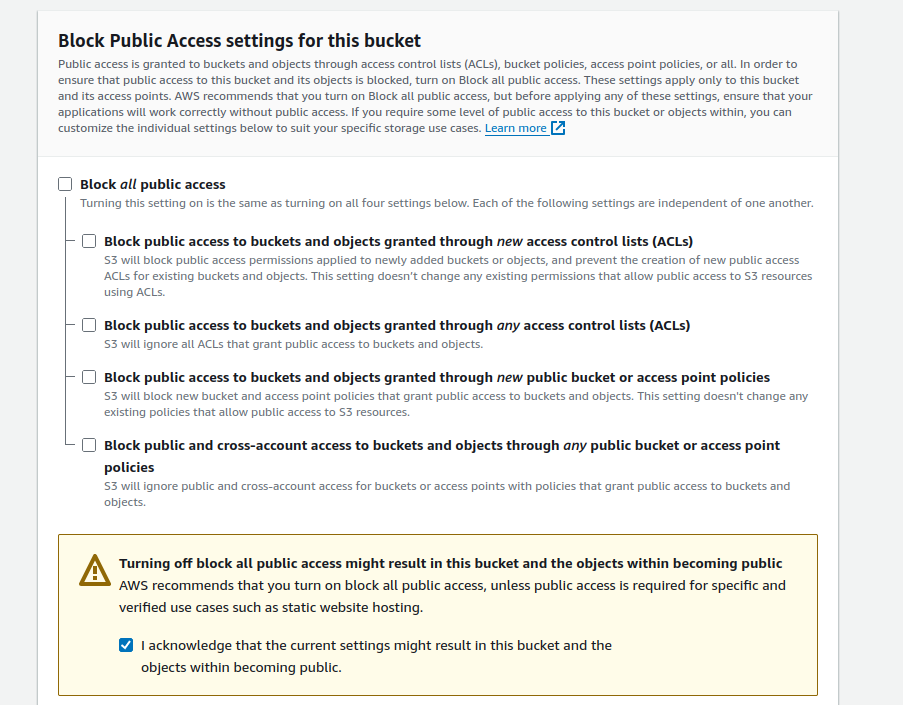 Block Public Access settings for this bucket
Public access is granted to buckets and objects through access control lists (ACLs), bucket policies, access point policies, or all. In order to
ensure that public access to this bucket and its objects is blocked, turn on Block all public access. These settings apply only to this bucket
and its access points. AWS recommends that you turn on Block all public access, but before applying any of these settings, ensure that your
applications will work correctly without public access. If you require some level of public access to this bucket or objects within, you can
customize the individual settings below to suit your specific storage use cases. Learn more
Block all public access
Turning this setting on is the same as turning on all four settings below. Each of the following settings are independent of one another.
Block public access to buckets and objects granted through new access control lists (ACLs)
S3 will block public access permissions applied to newly added buckets or objects, and prevent the creation of new public access
ACLs for existing buckets and objects. This setting doesn't change any existing permissions that allow public access to S3 resources
using ACLs.
Block public access to buckets and objects granted through any access control lists (ACLs)
S3 will ignore all ACLs that grant public access to buckets and objects.
Block public access to buckets and objects granted through new public bucket or access point policies
S3 will block new bucket and access point policies that grant public access to buckets and objects. This setting doesn't change any
existing policies that allow public access to S3 resources.
Block public and cross-account access to buckets and objects through any public bucket or access point
policies
S3 will ignore public and cross-account access for buckets or access points with policies that grant public access to buckets and
objects.
Turning off block all public access might result in this bucket and the objects within becoming public
AWS recommends that you turn on block all public access, unless public access is required for specific and
verified use cases such as static website hosting.
I acknowledge that the current settings might result in this bucket and the
objects within becoming public.